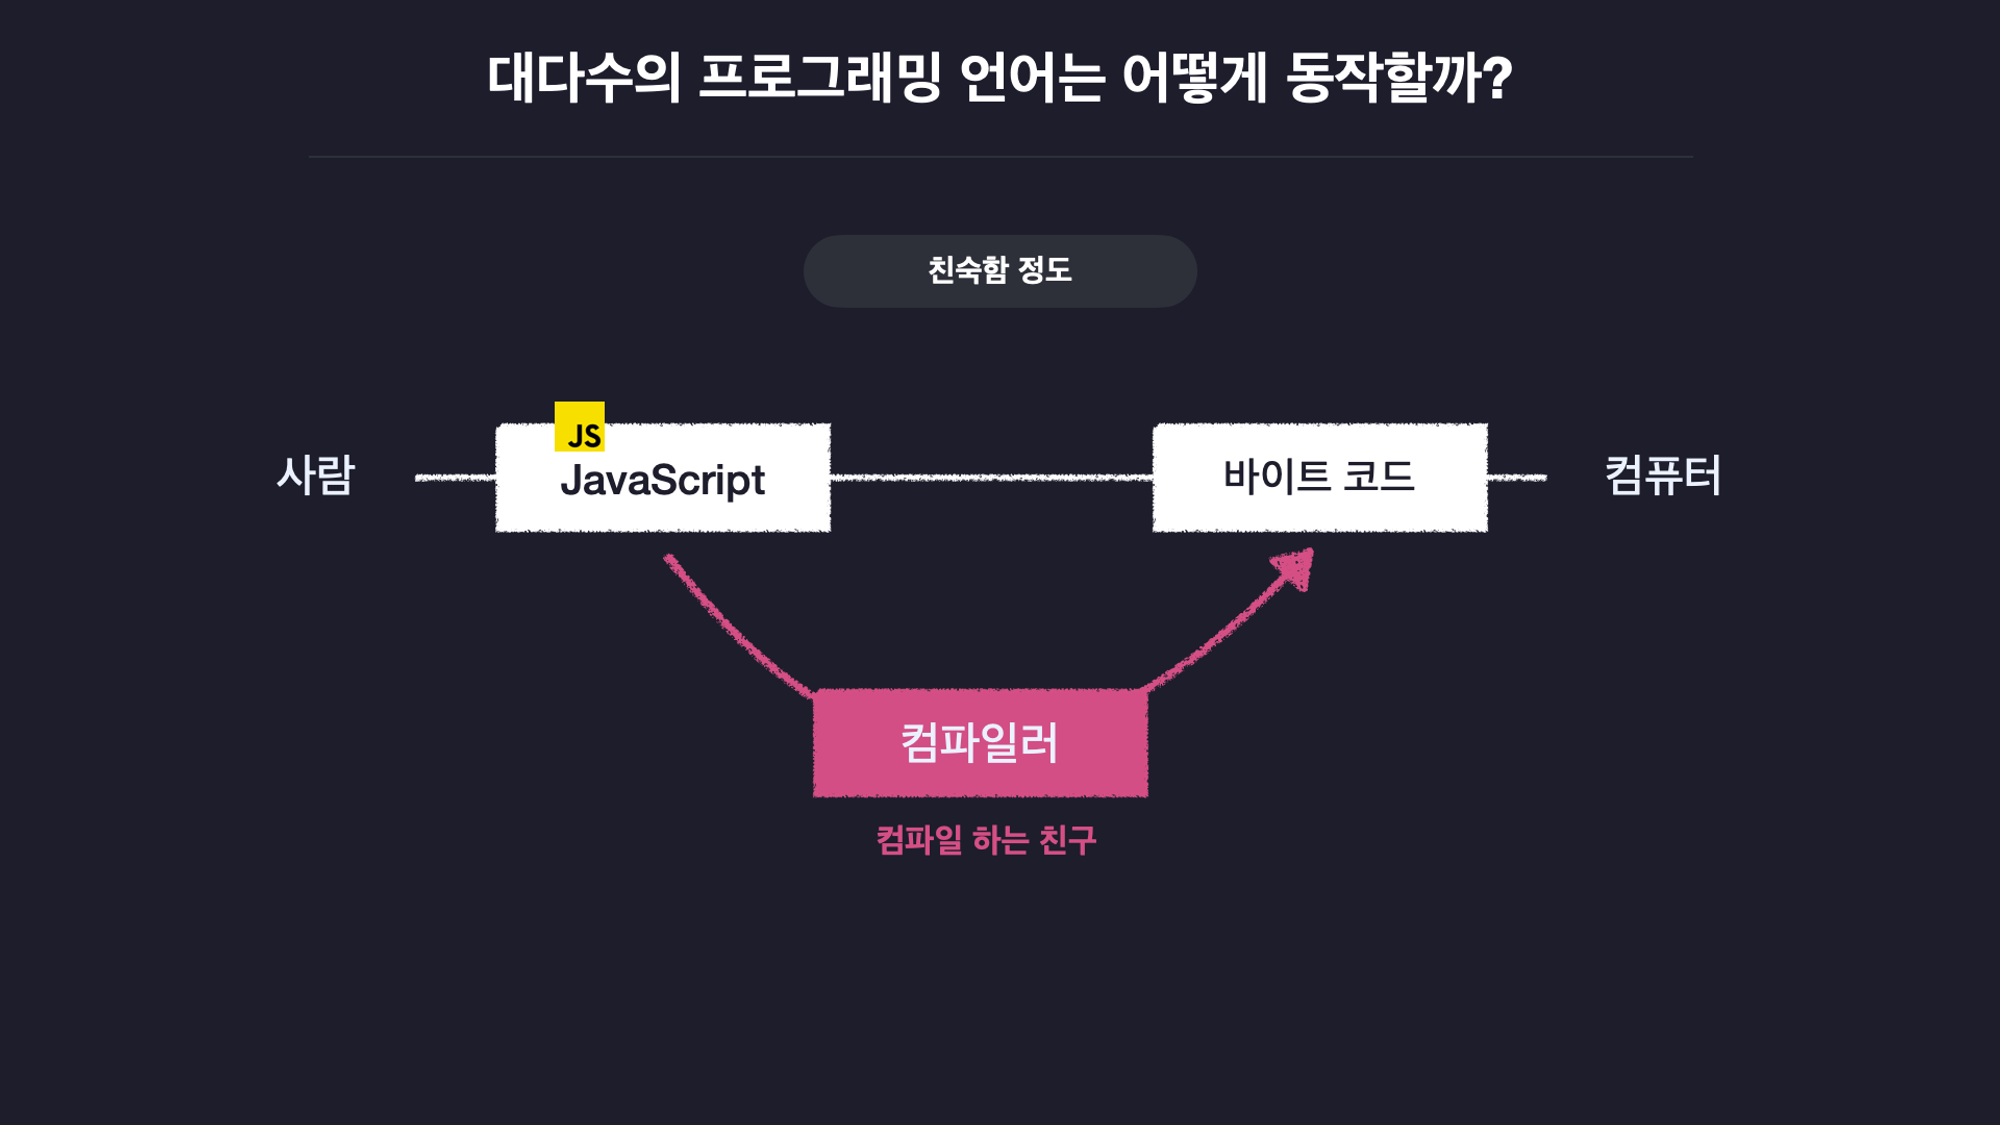 대다수의 프로그래밍 언어는 어떻게 동작할까?
친숙함 정도
사람
JS
JavaScript
바이트 코드
컴퓨터
컴파일러
컴파일 하는 친구